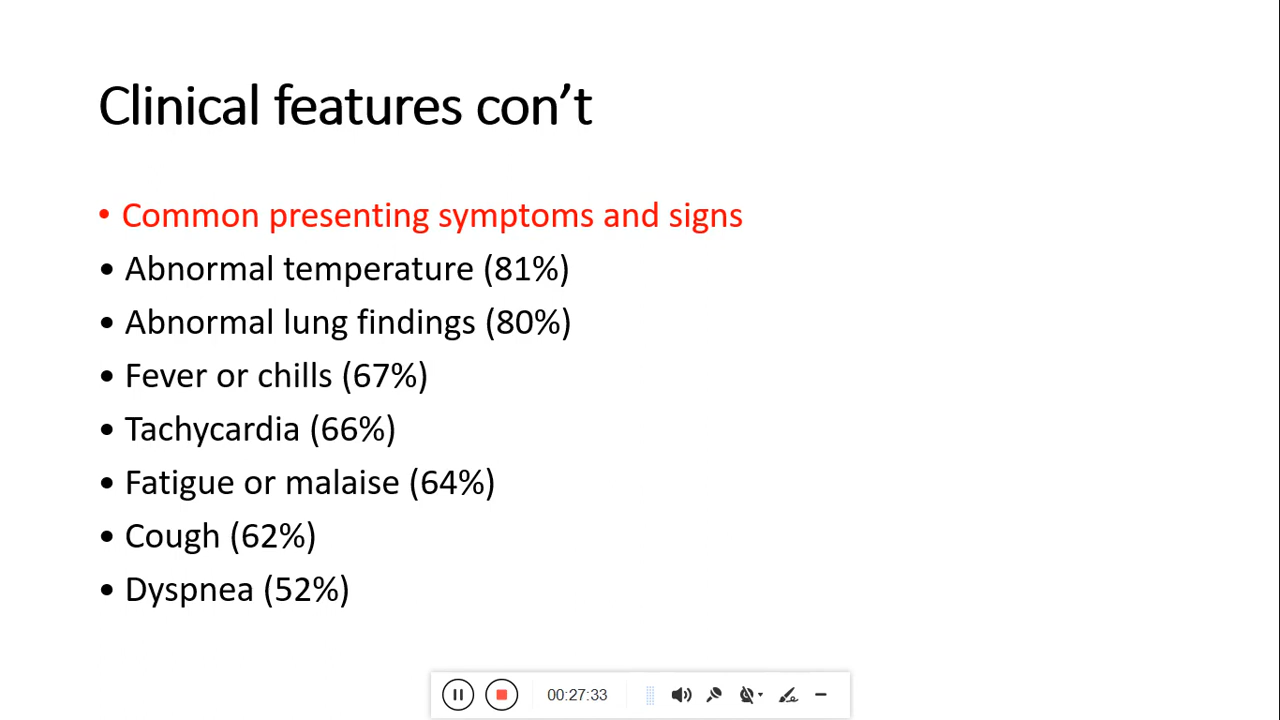 Clinical features con’t
• Common presenting symptoms and signs
• Abnormal temperature (81%)
• Abnormal lung findings (80%)
• Fever or chills (67%)
• Tachycardia (66%)
• Fatigue or malaise (64%)
• Cough (62%)
• Dyspnea (52%)
00:27:33